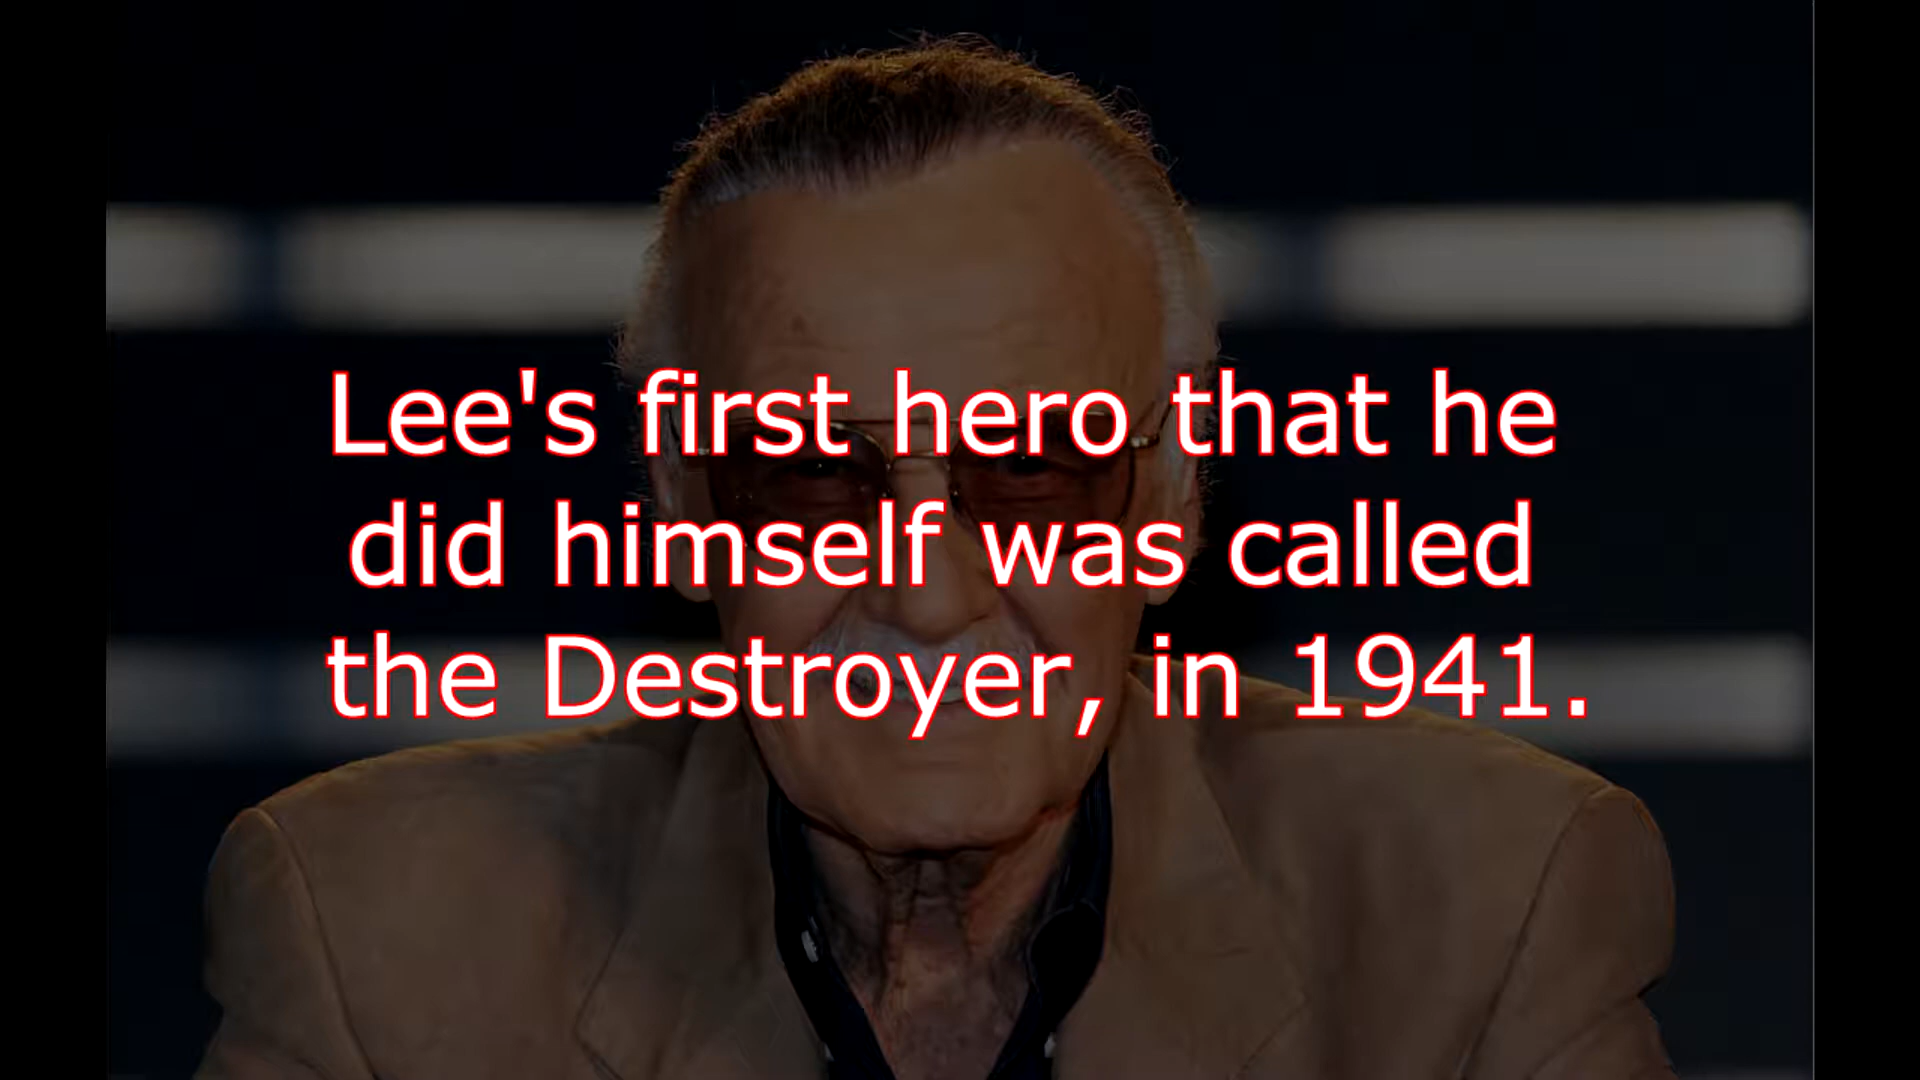 Lee's first hero that he
did himself was called
the Destroyer, in 1941.